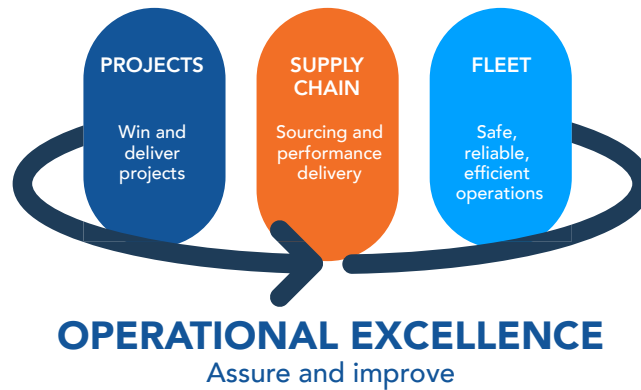 PROJECTS
Win and
deliver
projects
SUPPLY
CHAIN
Sourcing and
performance
delivery
FLEET
Safe,
reliable,
efficient
operations
OPERATIONAL EXCELLENCE
Assure and improve